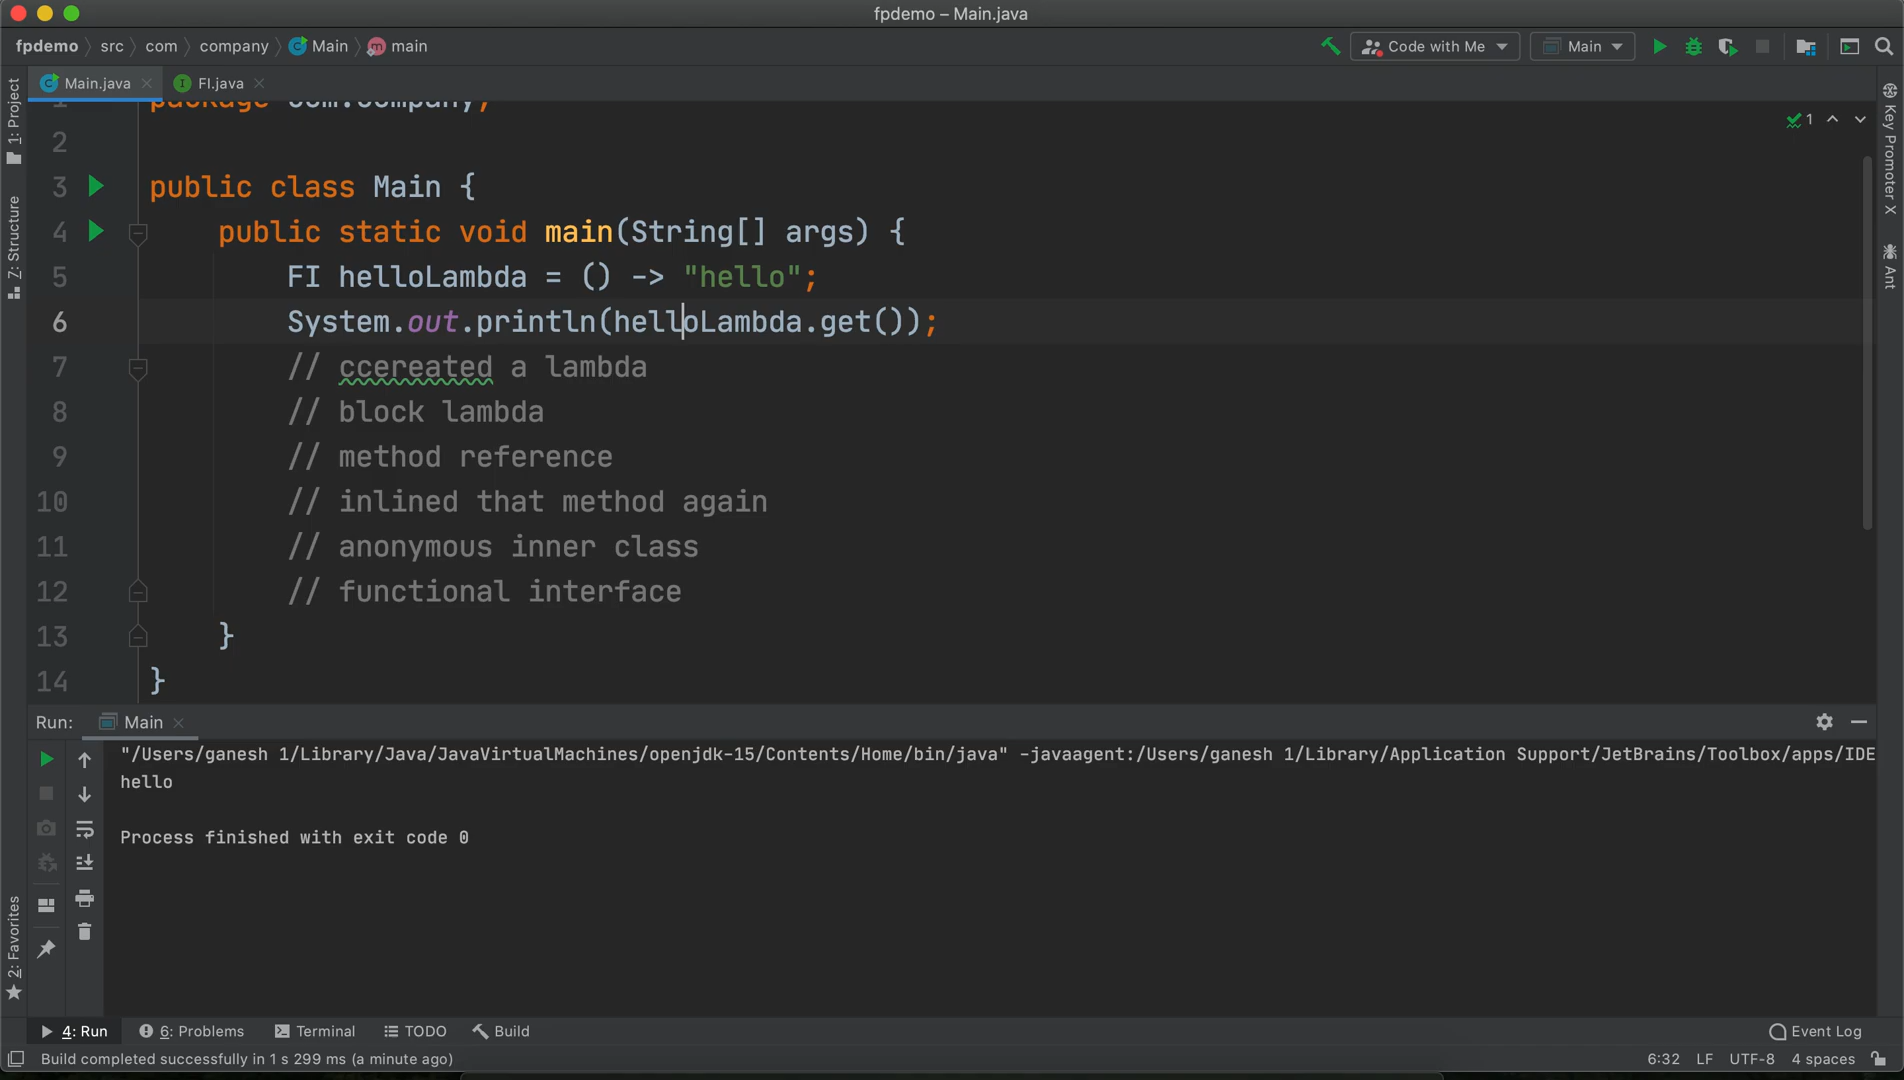 fpdemo – Main.java
fpdemo src com company Main main
Code with Me Main
Main.java FI.java
1 package com.company;
2
3 public class Main {
4 public static void main(String[] args) {
5 FI helloLambda = () -> "hello";
6 System.out.println(helloLambda.get());
7 // ccereated a lambda
8 // block lambda
9 // method reference
10 // inlined that method again
11 // anonymous inner class
12 // functional interface
13 }
14 }
1
1: Project
7: Structure
2: Favorites
Key Promoter X
Ant
Run: Main
"/Users/ganesh 1/Library/Java/JavaVirtualMachines/openjdk-15/Contents/Home/bin/java" -javaagent:/Users/ganesh 1/Library/Application Support/JetBrains/Toolbox/apps/IDE
hello
Process finished with exit code 0
4: Run 6: Problems Terminal TODO Build Event Log
Build completed successfully in 1 s 299 ms (a minute ago) 6:32 LF UTF-8 4 spaces